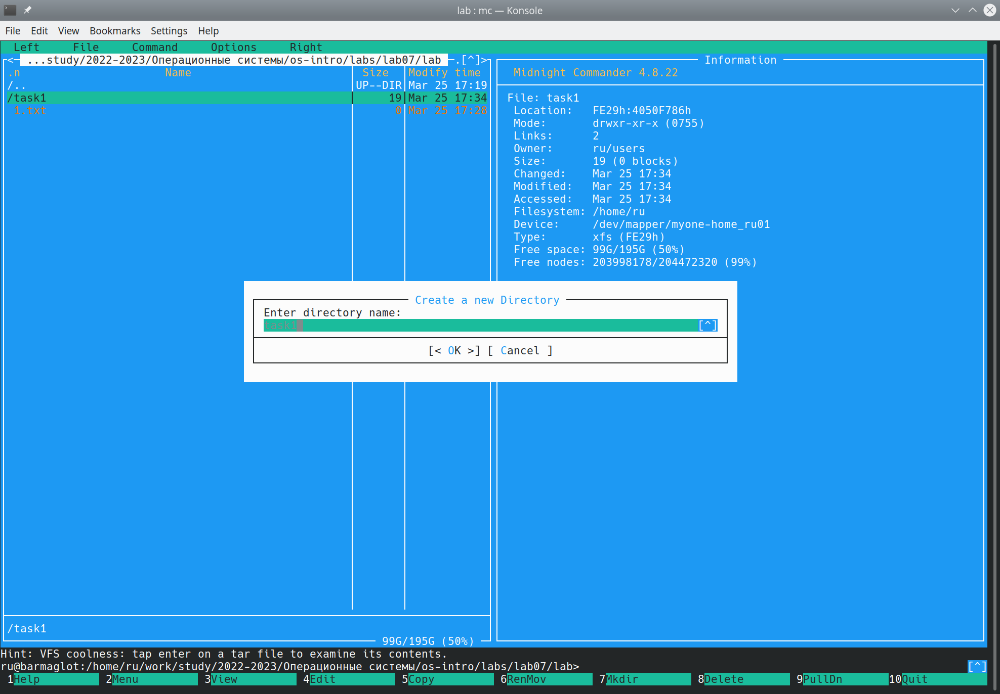 lab : mc — Konsole
File Edit View Bookmarks Settings Help
Left File Command Options Right
<— ...study/2022-2023/Операционные системы/os-intro/labs/lab07/lab —.[^]>
.n Name Size Modify time
/.. UP--DIR Mar 25 17:19
/task1 19 Mar 25 17:34
1.txt 0 Mar 25 17:28
Information
Midnight Commander 4.8.22
File: task1
Location: FE29h:4050F786h
Mode: drwxr-xr-x (0755)
Links: 2
Owner: ru/users
Size: 19 (0 blocks)
Changed: Mar 25 17:34
Modified: Mar 25 17:34
Accessed: Mar 25 17:34
Filesystem: /home/ru
Device: /dev/mapper/myone-home_ru01
Type: xfs (FE29h)
Free space: 99G/195G (50%)
Free nodes: 203998178/204472320 (99%)
Create a new Directory
Enter directory name:
task1 [^]
[< OK >] [ Cancel ]
/task1
99G/195G (50%)
Hint: VFS coolness: tap enter on a tar file to examine its contents.
ru@barmaglot:/home/ru/work/study/2022-2023/Операционные системы/os-intro/labs/lab07/lab> [^]
1Help 2Menu 3View 4Edit 5Copy 6RenMov 7Mkdir 8Delete 9PullDn 10Quit